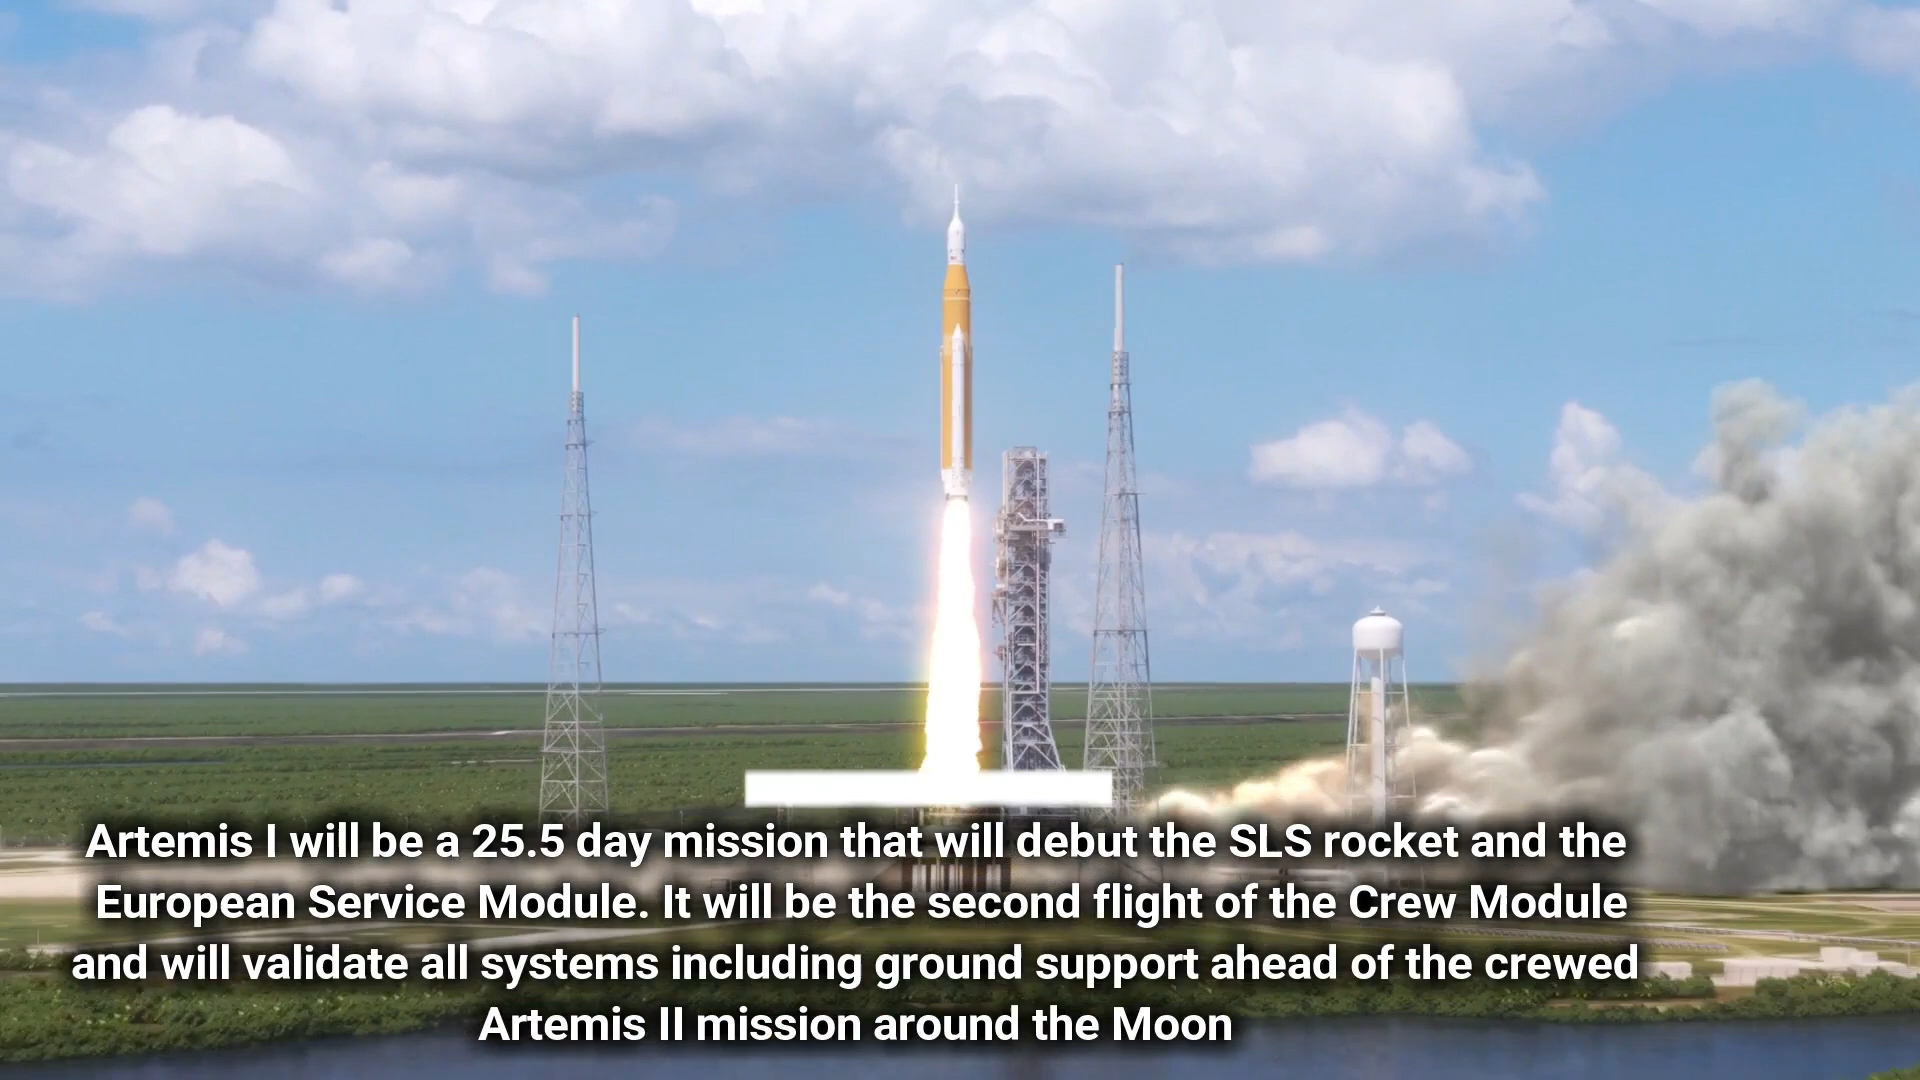 Artemis I will be a 25.5 day mission that will debut the SLS rocket and the
European Service Module. It will be the second flight of the Crew Module
and will validate all systems including ground support ahead of the crewed
Artemis II mission around the Moon